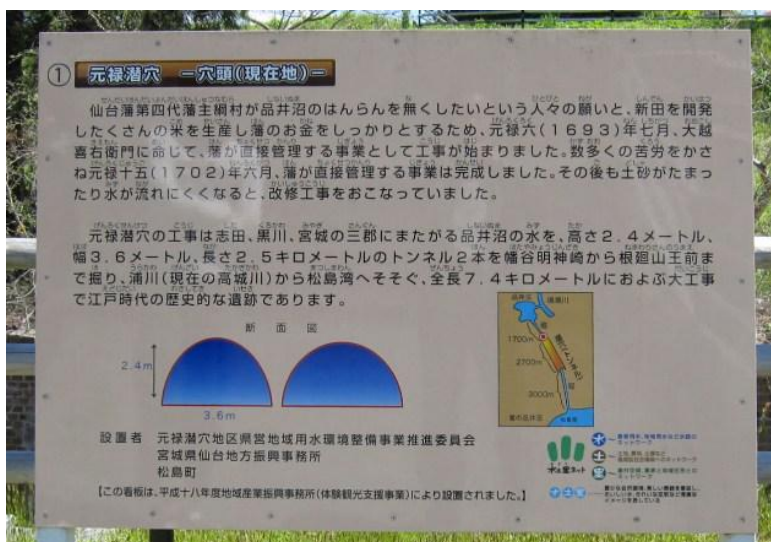 ① 元禄潜穴 −穴頭(現在地)−
仙台藩第四代藩主綱村が品井沼のはんらんを無くしたいという人々の願いと、新田を開発
したくさんの米を生産し藩のお金をしっかりとするため、元禄六(1693)年七月、大越
喜右衛門に命じて、藩が直接管理する事業として工事が始まりました。数多くの苦労をかさ
ね元禄十五(1702)年六月、藩が直接管理する事業は完成しました。その後も土砂がたまっ
たり水が流れにくくなると、改修工事をおこなっていました。
元禄潜穴の工事は志田、黒川、宮城の三郡にまたがる品井沼の水を、高さ2.4メートル、
幅3.6メートル、長さ2.5キロメートルのトンネル2本を幡谷明神崎から根廻山王前ま
で掘り、浦川(現在の高城川)から松島湾へそそぐ、全長7.4キロメートルにおよぶ大工事
で江戸時代の歴史的な遺跡であります。
断面図
2.4m
3.6m
1700m
2700m
3000m
設置者 元禄潜穴地区県営地域用水環境整備事業推進委員会
宮城県仙台地方振興事務所
松島町
水土里ネット
水
土
里
水土里
【この看板は、平成十八年度地域産業振興事務所(体験観光支援事業)により設置されました。】